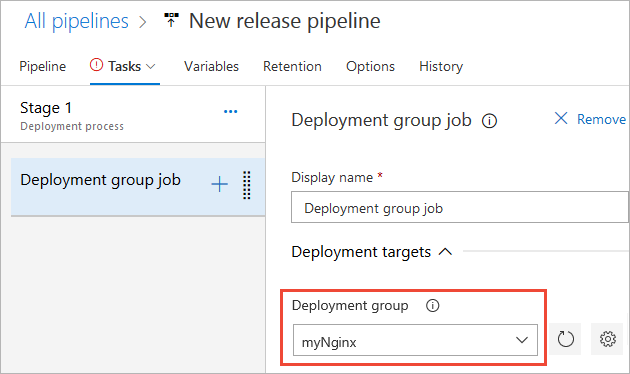 All pipelines > New release pipeline
Pipeline Tasks Variables Retention Options History
Stage 1
Deployment process
Deployment group job
Deployment group job
Remove
Display name *
Deployment group job
Deployment targets
Deployment group
myNginx